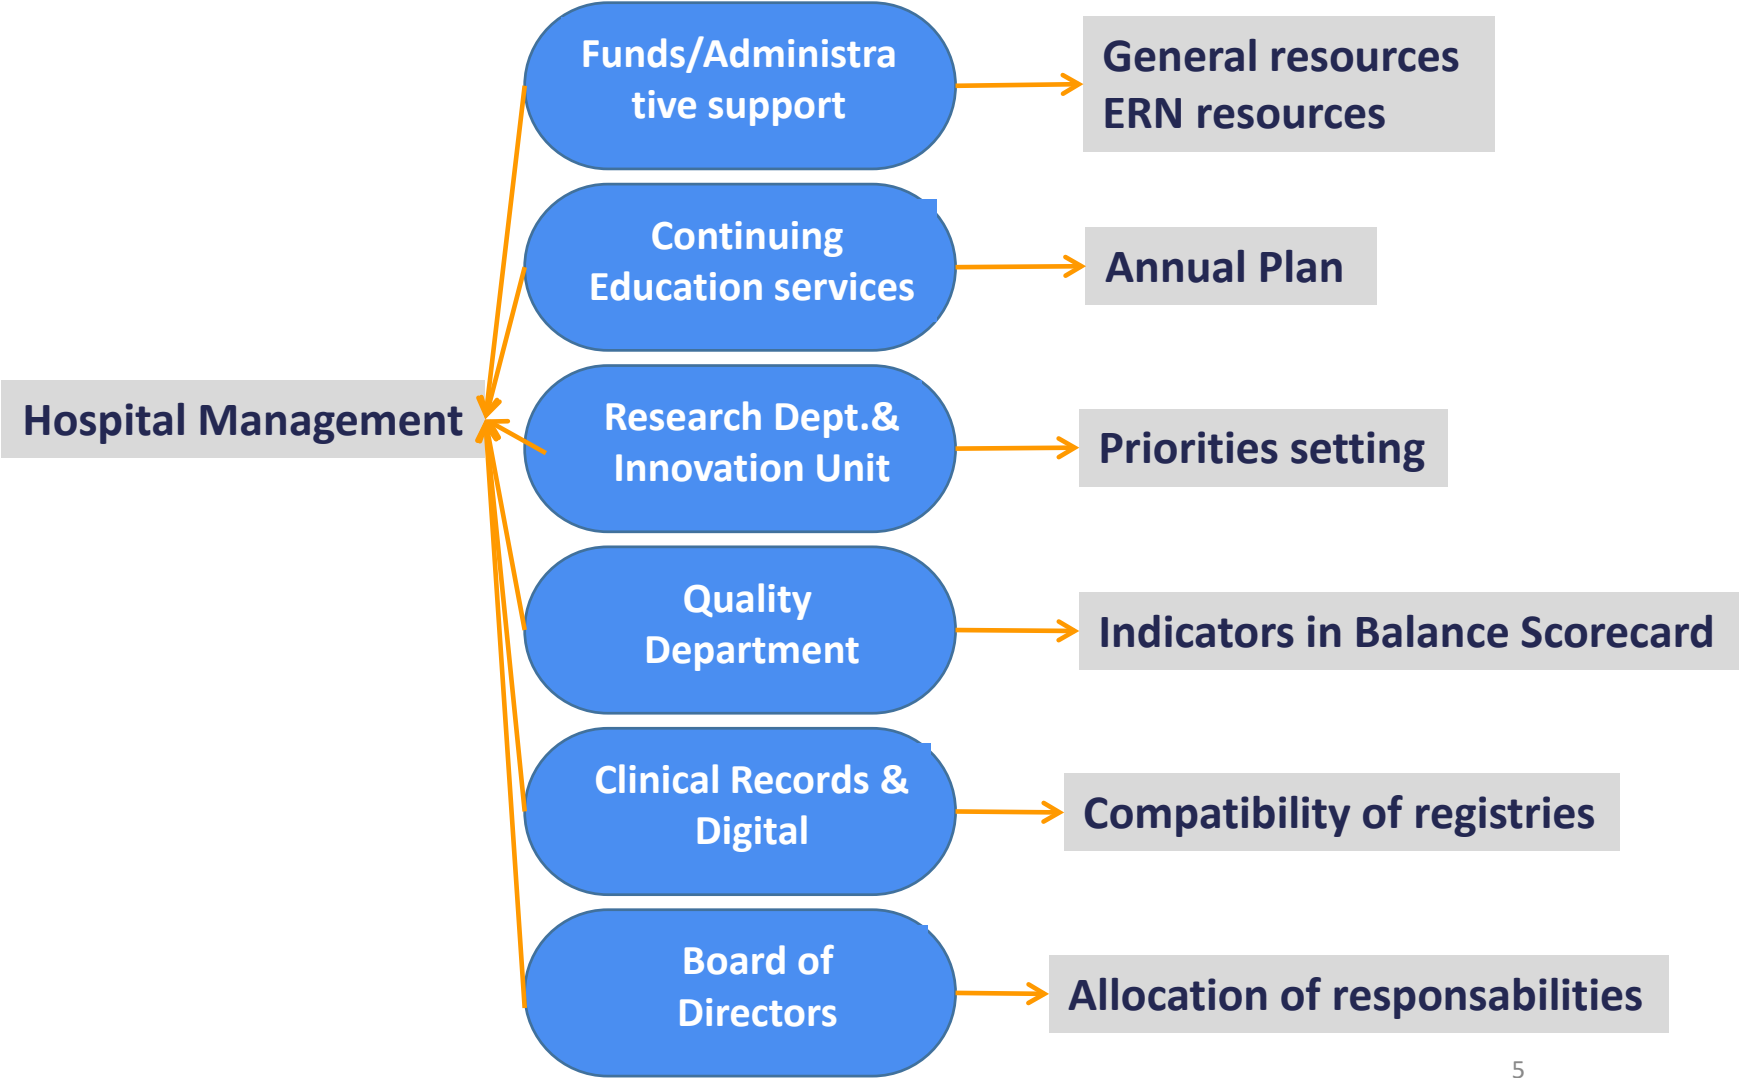 Funds/Administra
tive support
General resources
ERN resources
Continuing
Education services
Annual Plan
Hospital Management
Research Dept.&
Innovation Unit
Priorities setting
Quality
Department
Indicators in Balance Scorecard
Clinical Records &
Digital
Compatibility of registries
Board of
Directors
Allocation of responsabilities
5